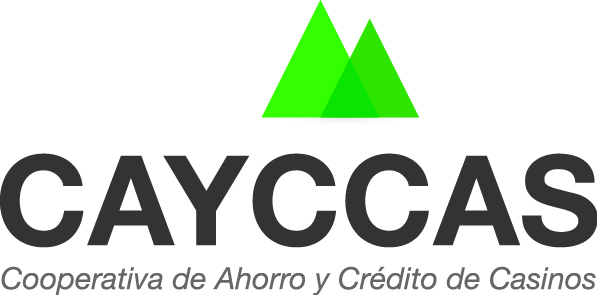 CAYCCAS
Cooperativa de Ahorro y Crédito de Casinos